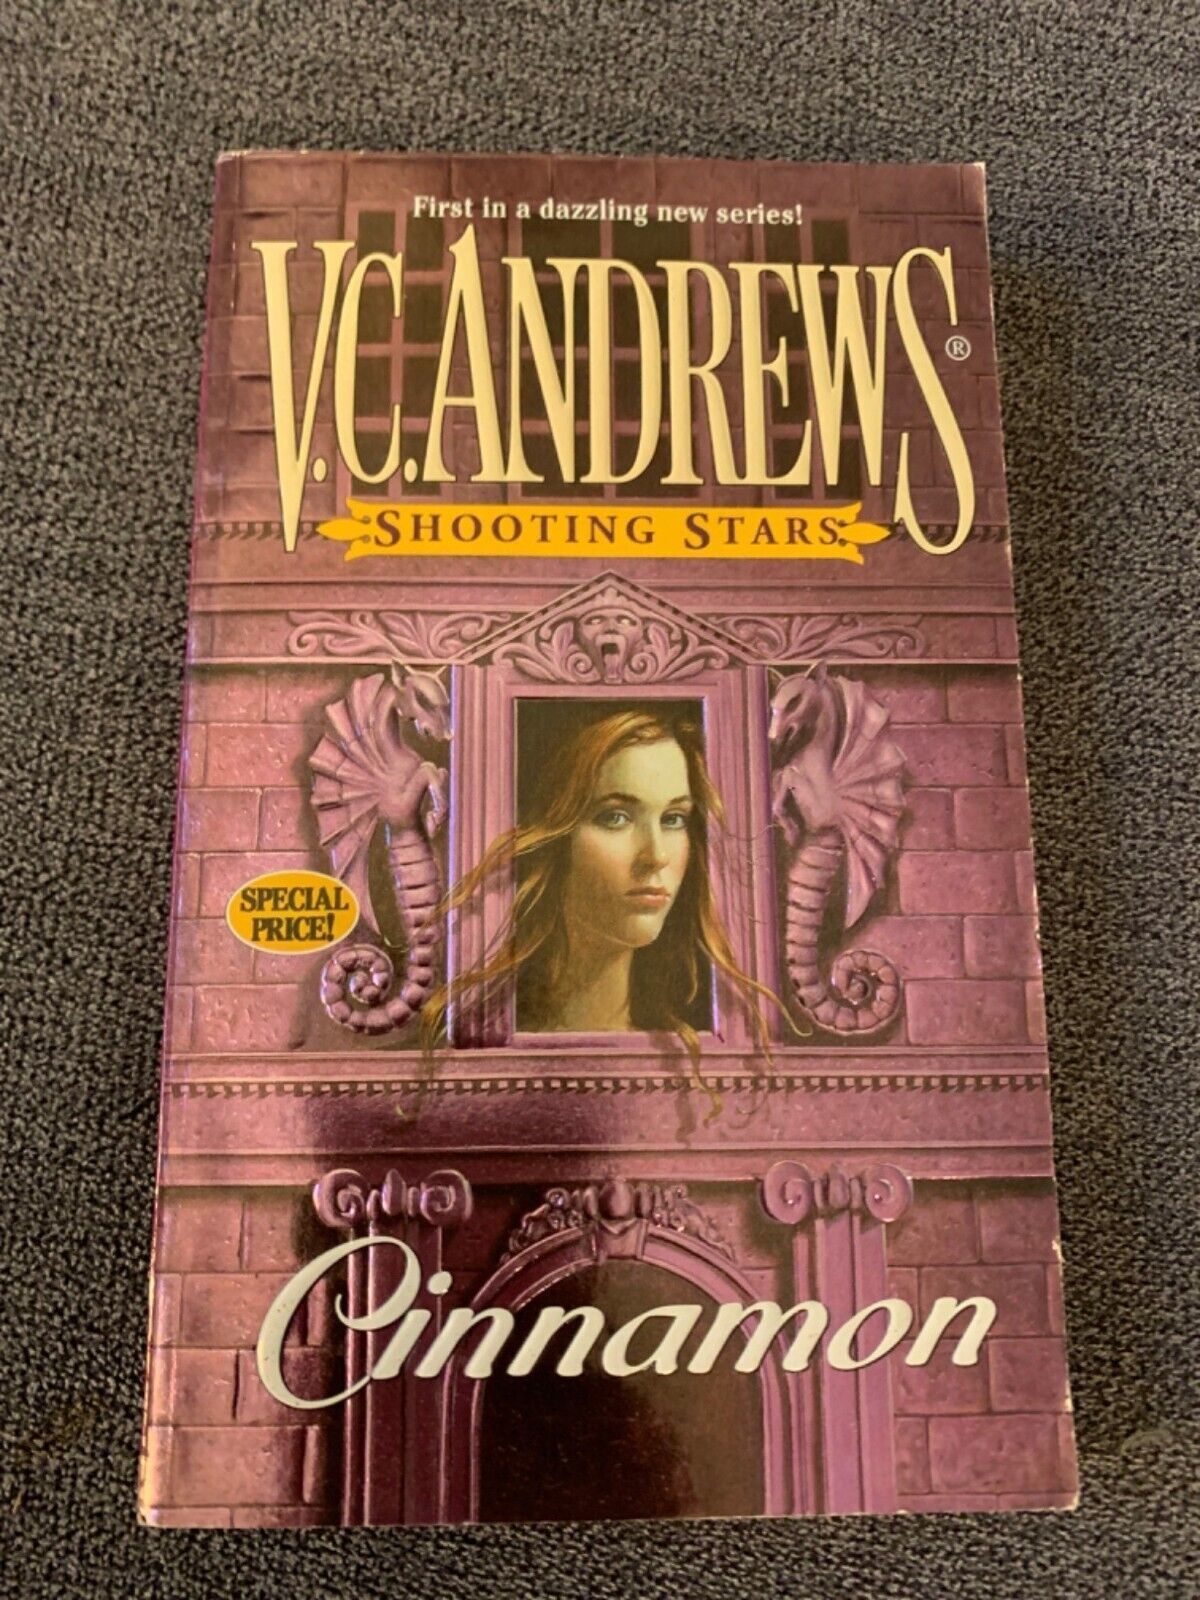 First in a dazzling new series!
V.C. ANDREWS®
SHOOTING STARS
SPECIAL
PRICE!
Cinnamon